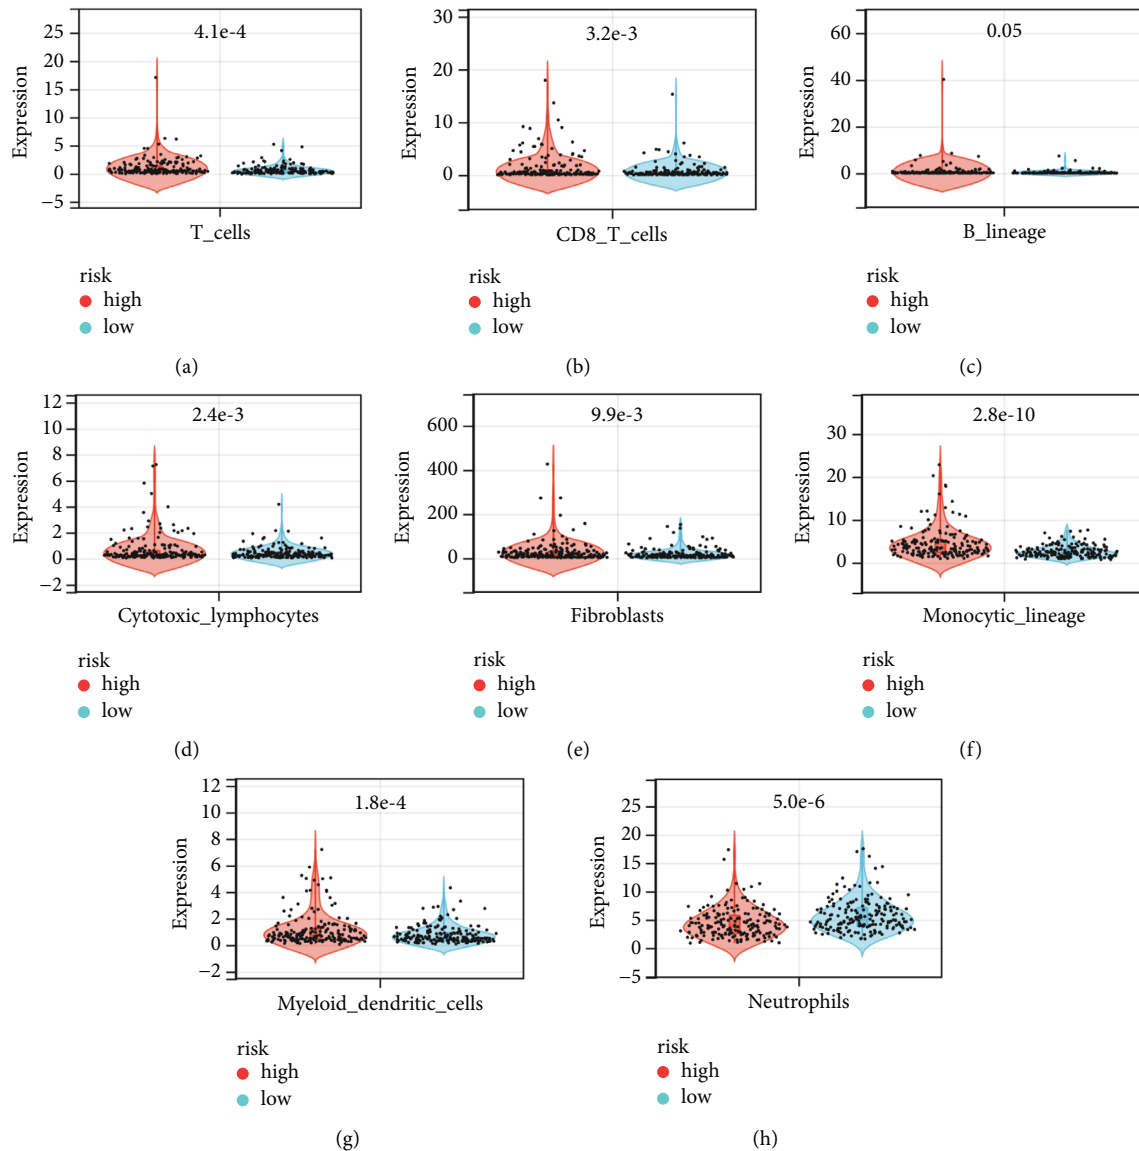 4.1e-4
25
20
15
10
5
0
−5
Expression
T_cells
risk
high
low
(a)
3.2e-3
30
20
10
0
Expression
CD8_T_cells
risk
high
low
(b)
0.05
60
40
20
0
Expression
B_lineage
risk
high
low
(c)
2.4e-3
12
10
8
6
4
2
0
−2
Expression
Cytotoxic_lymphocytes
risk
high
low
(d)
9.9e-3
600
400
200
0
Expression
Fibroblasts
risk
high
low
(e)
2.8e-10
30
20
10
0
Expression
Monocytic_lineage
risk
high
low
(f)
1.8e-4
12
10
8
6
4
2
0
−2
Expression
Myeloid_dendritic_cells
risk
high
low
(g)
5.0e-6
25
20
15
10
5
0
−5
Expression
Neutrophils
risk
high
low
(h)